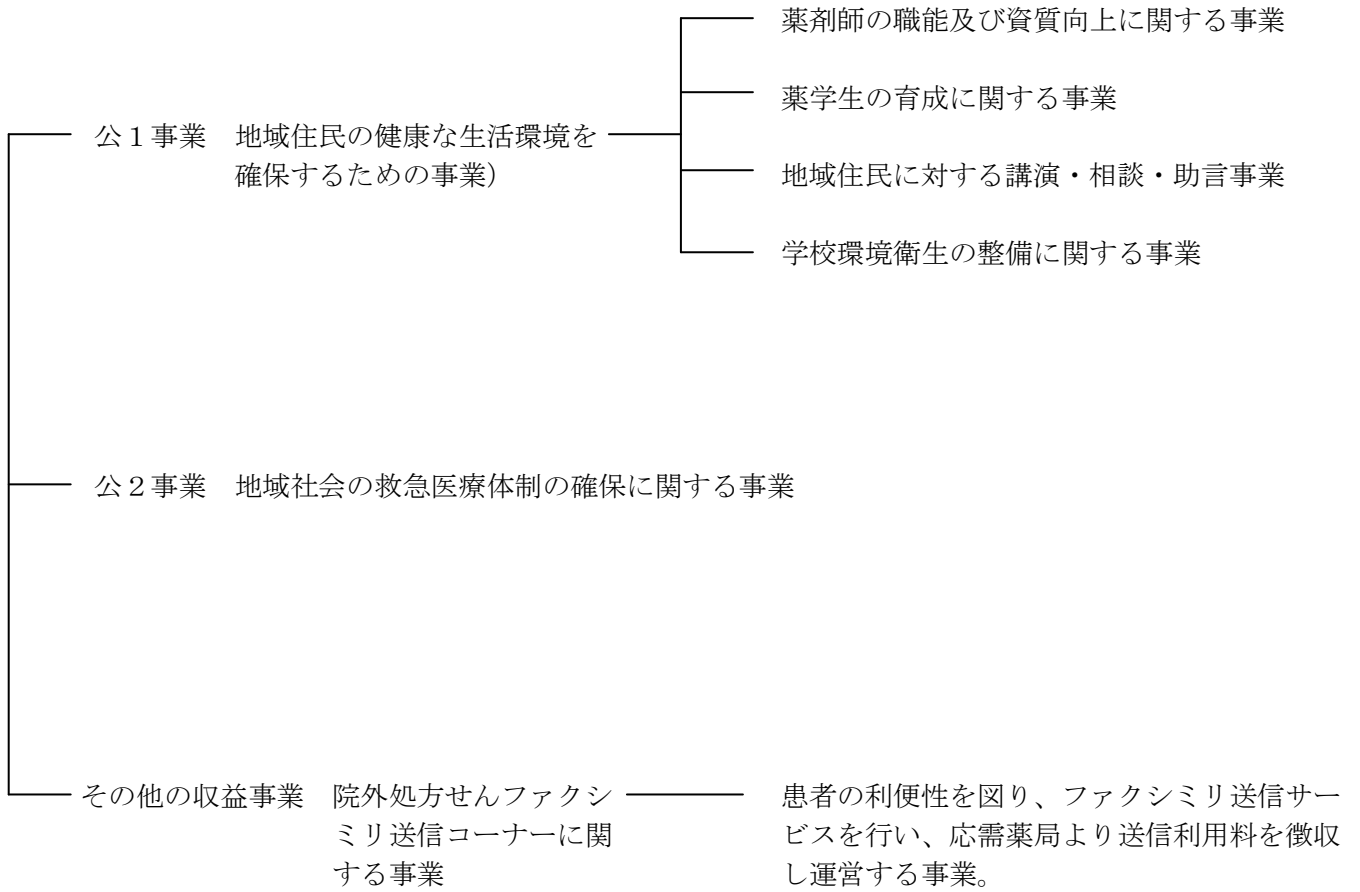 薬剤師の職能及び資質向上に関する事業
薬学生の育成に関する事業
公1事業　地域住民の健康な生活環境を
確保するための事業）
地域住民に対する講演・相談・助言事業
学校環境衛生の整備に関する事業
公2事業　地域社会の救急医療体制の確保に関する事業
その他の収益事業　院外処方せんファクシ
ミリ送信コーナーに関
する事業
患者の利便性を図り、ファクシミリ送信サー
ビスを行い、応需薬局より送信利用料を徴収
し運営する事業。